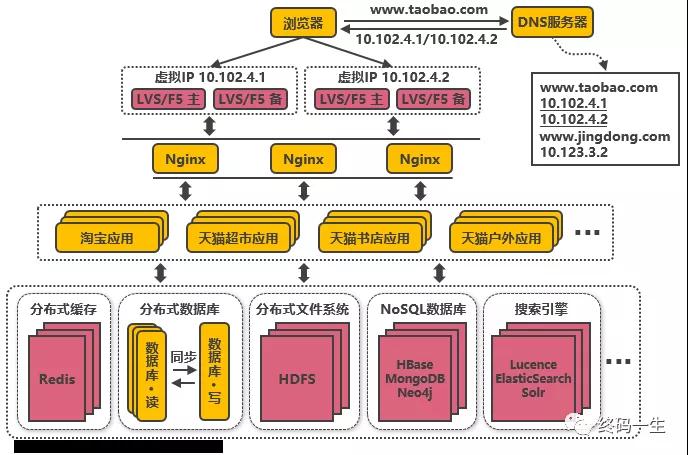 浏览器
www.taobao.com
10.102.4.1/10.102.4.2
DNS服务器
虚拟IP 10.102.4.1
LVS/F5 主
LVS/F5 备
虚拟IP 10.102.4.2
LVS/F5 主
LVS/F5 备
www.taobao.com
10.102.4.1
10.102.4.2
www.jingdong.com
10.123.3.2
Nginx
Nginx
Nginx
淘宝应用
天猫超市应用
天猫书店应用
天猫户外应用
...
分布式缓存
Redis
分布式数据库
数据库·读
同步
数据库·写
分布式文件系统
HDFS
NoSQL数据库
HBase
MongoDB
Neo4j
搜索引擎
Lucence
ElasticSearch
Solr
...
终码一生